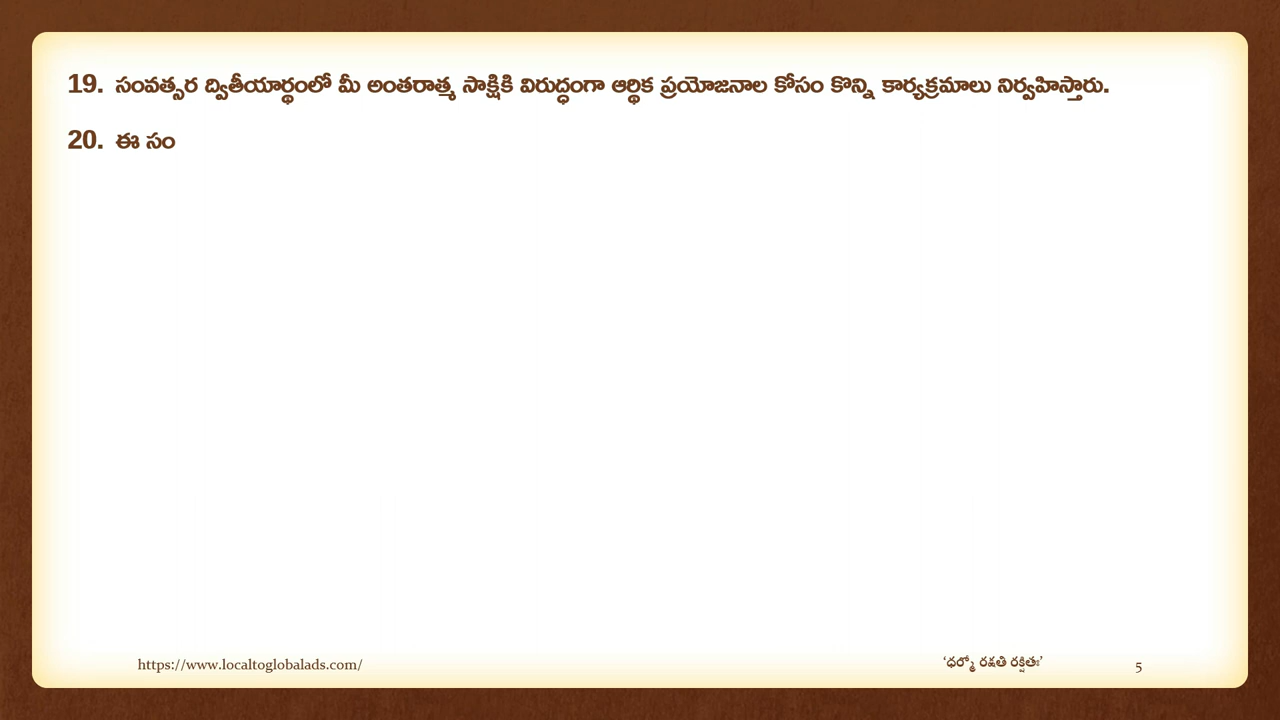 19. సంవత్సర ద్వితీయార్థంలో మీ అంతరాత్మ సాక్షికి విరుద్ధంగా ఆర్థిక ప్రయోజనాల కోసం కొన్ని కార్యక్రమాలు నిర్వహిస్తారు.
20. ఈ సం
https://www.localtoglobalads.com/ ‘ధర్మో రక్షతి రక్షితః’ 5